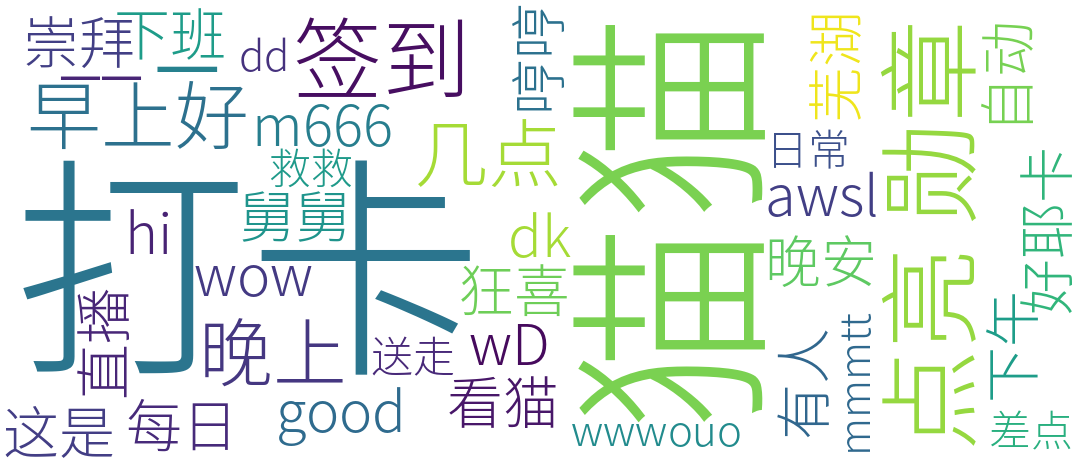 崇拜
下班
dd
签到
哼哼
猫猫
芜湖
点亮勋章
自动
早上好
m666
几点
日常
打卡
救救
舅舅
hi
awsl
dk
好耶卡
wow
狂喜
晚安
直播
晚上
送走
wD
下午
有人
mmmmtt
这是
每日
good
看猫
wwwouo
差点